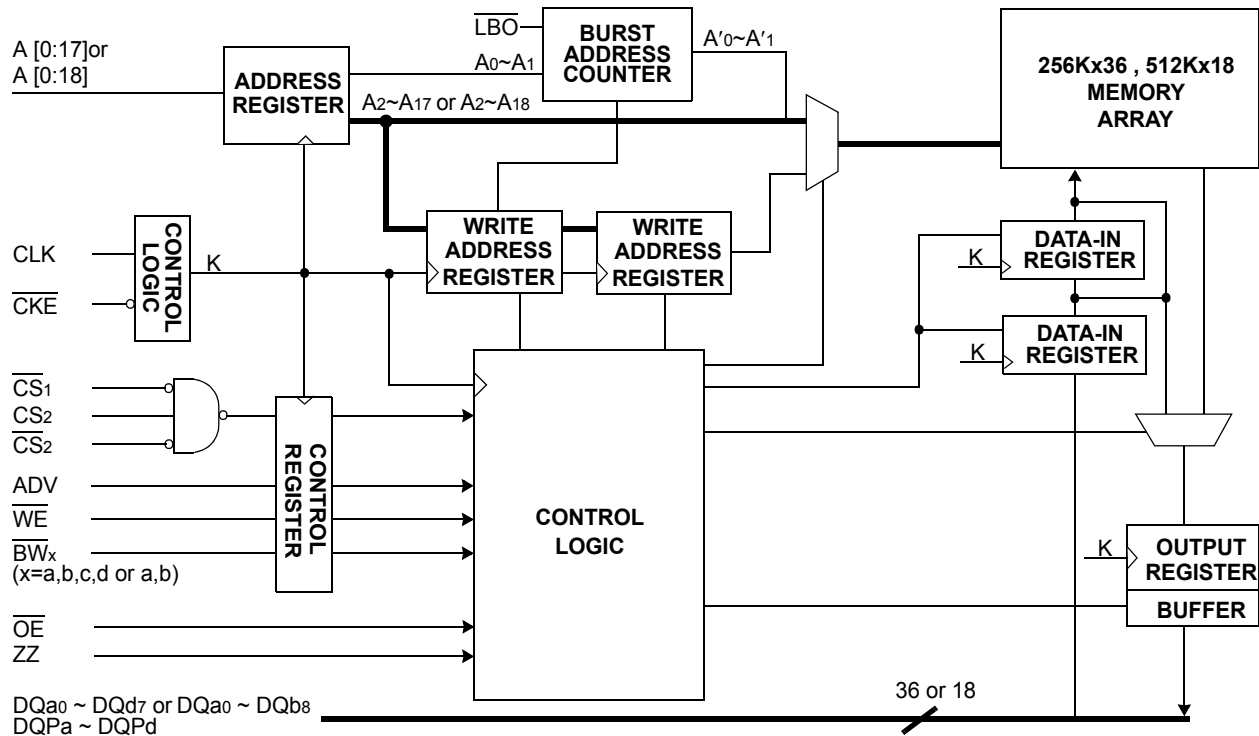 LBO
BURST
ADDRESS
COUNTER
A′0~A′1
A [0:17]or
A [0:18]
ADDRESS
REGISTER
A0~A1
A2~A17 or A2~A18
256Kx36 , 512Kx18
MEMORY
ARRAY
CLK
CKE
CONTROL
LOGIC
K
WRITE
ADDRESS
REGISTER
WRITE
ADDRESS
REGISTER
K
DATA-IN
REGISTER
K
DATA-IN
REGISTER
CS1
CS2
CS2
ADV
WE
BWx
(x=a,b,c,d or a,b)
CONTROL
REGISTER
CONTROL
LOGIC
K
OUTPUT
REGISTER
BUFFER
OE
ZZ
DQa0 ~ DQd7 or DQa0 ~ DQb8
DQPa ~ DQPd
36 or 18